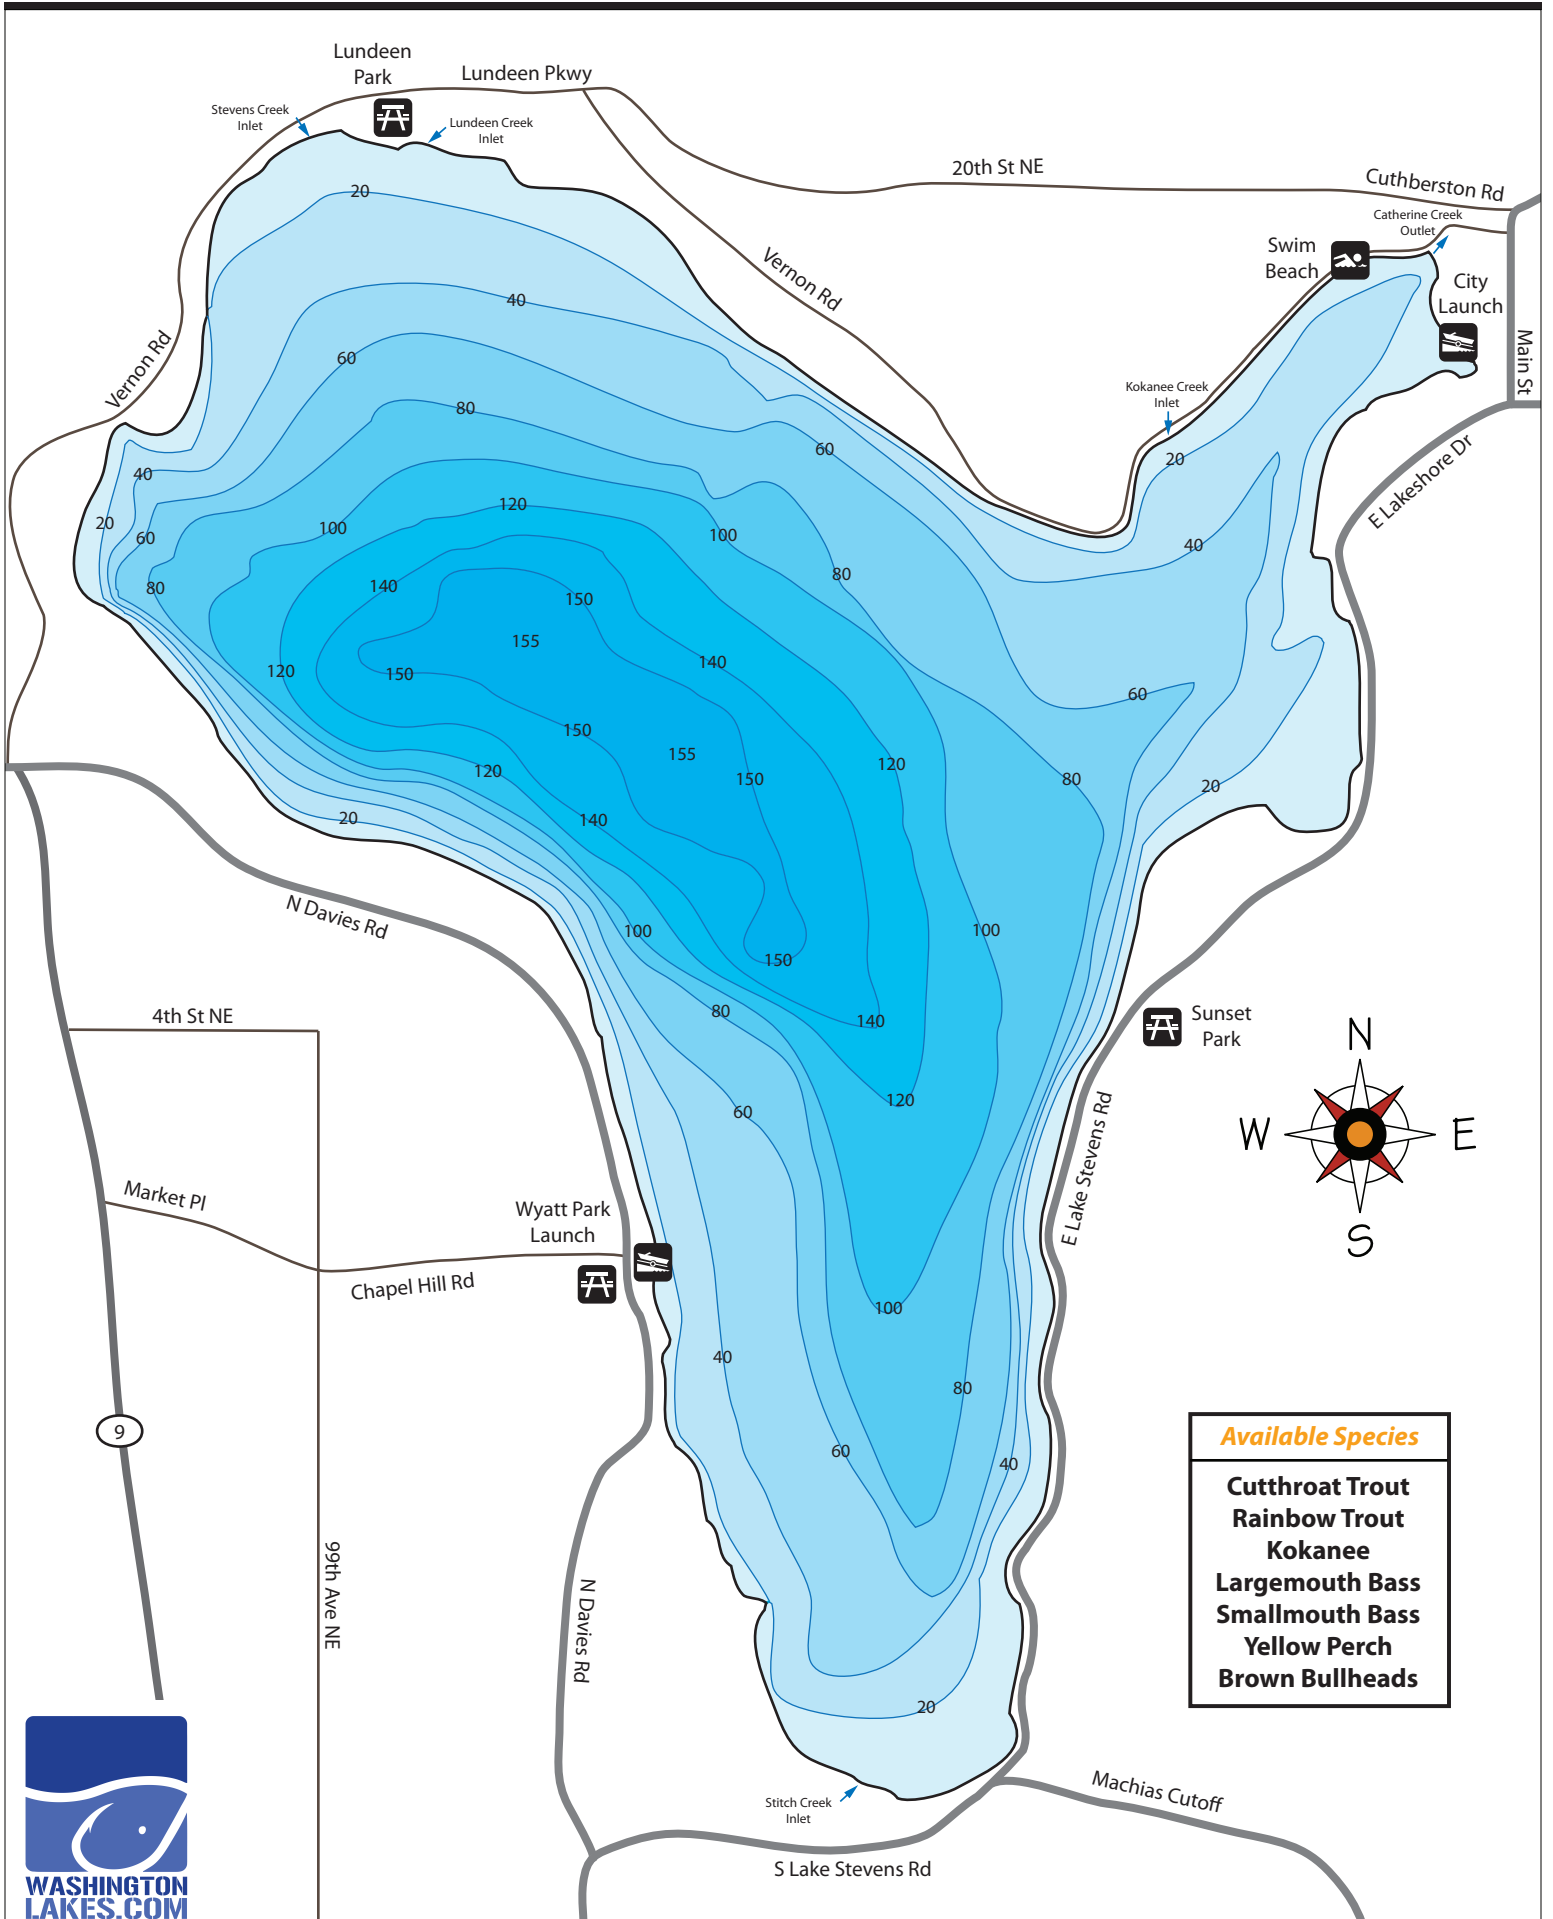 Lundeen
Park
Lundeen Pkwy
Stevens Creek
Inlet
Lundeen Creek
Inlet
20th St NE
Cuthberston Rd
Catherine Creek
Outlet
Swim
Beach
City
Launch
Main St
Vernon Rd
Vernon Rd
Kokanee Creek
Inlet
E Lakeshore Dr
20
40
60
80
60
20
40
20
60
80
100
120
100
40
80
140
150
155
140
120
150
60
150
155
150
120
80
120
20
140
20
100
100
150
80
140
120
60
100
40
80
60
40
20
N Davies Rd
4th St NE
Sunset
Park
N
W
E
S
E Lake Stevens Rd
Market Pl
Wyatt Park
Launch
Chapel Hill Rd
9
99th Ave NE
N Davies Rd
Available Species
Cutthroat Trout
Rainbow Trout
Kokanee
Largemouth Bass
Smallmouth Bass
Yellow Perch
Brown Bullheads
Stitch Creek
Inlet
Machias Cutoff
S Lake Stevens Rd
WASHINGTON
LAKES.COM